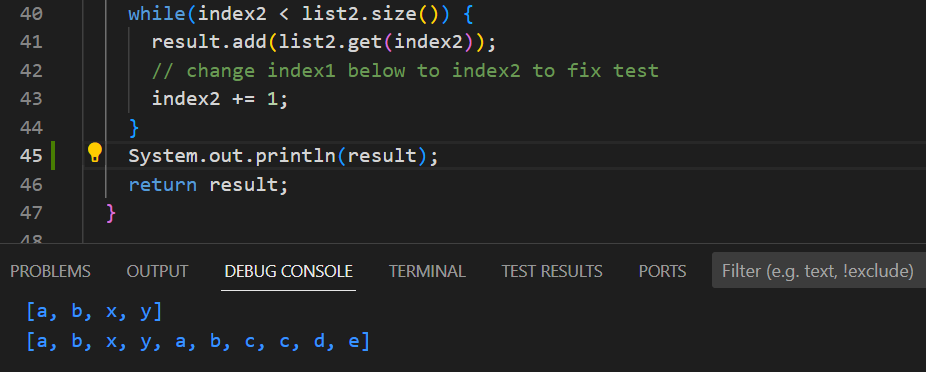 40 while(index2 < list2.size()) {
41 result.add(list2.get(index2));
42 // change index1 below to index2 to fix test
43 index2 += 1;
44 }
45 System.out.println(result);
46 return result;
47 }
48
PROBLEMS OUTPUT DEBUG CONSOLE TERMINAL TEST RESULTS PORTS Filter (e.g. text, !exclude)
[a, b, x, y]
[a, b, x, y, a, b, c, c, d, e]